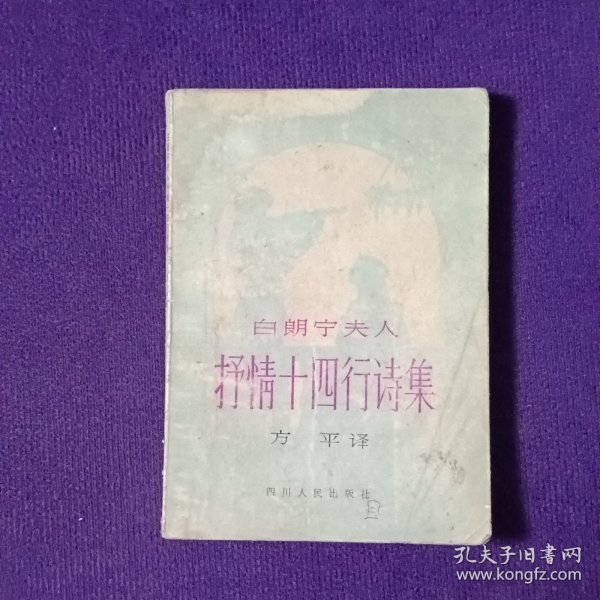 白朗宁夫人
抒情十四行诗集
方 平译
四川人民出版社
孔夫子旧书网
www.kongfz.com